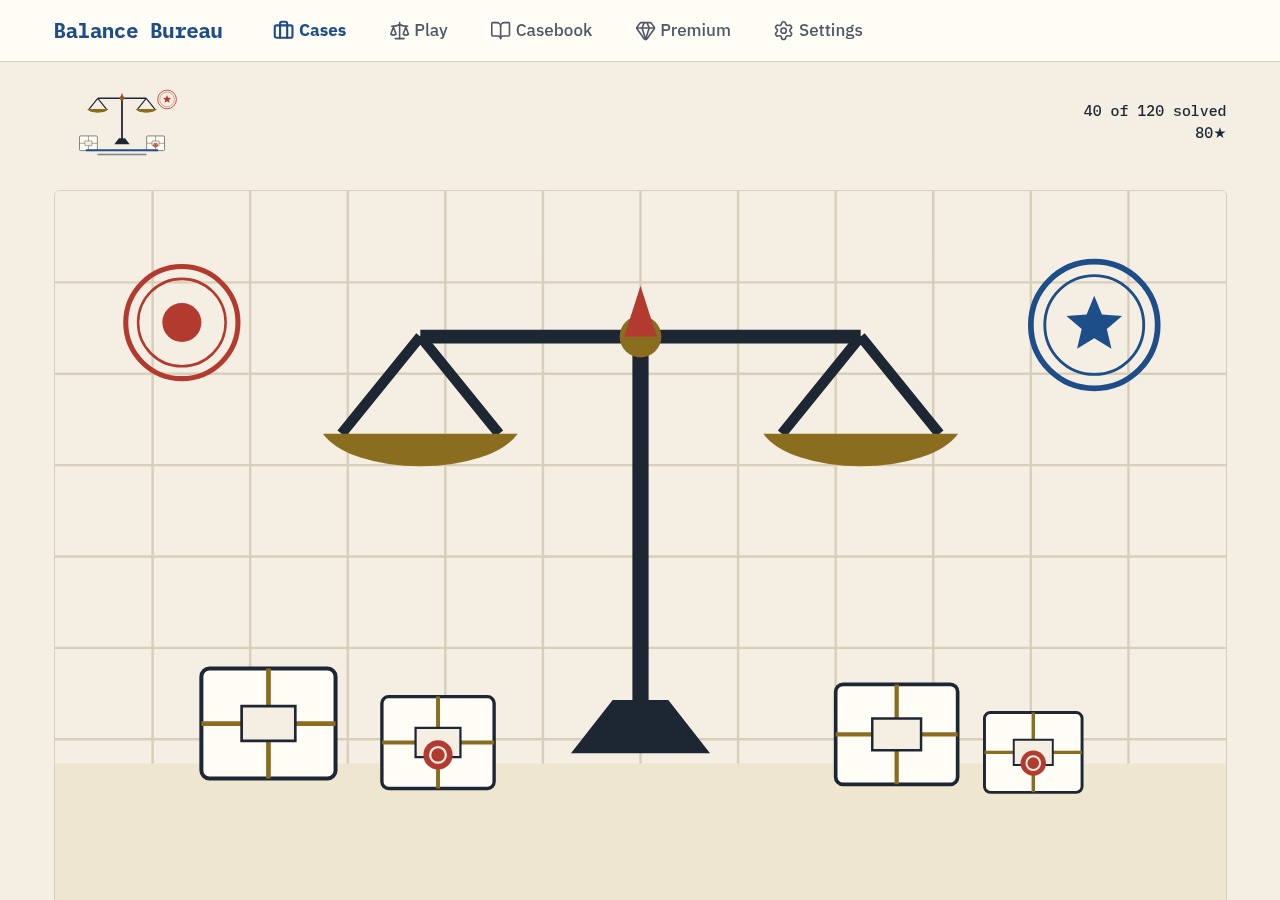 Balance Bureau
Cases
Play
Casebook
Premium
Settings
40 of 120 solved
80★